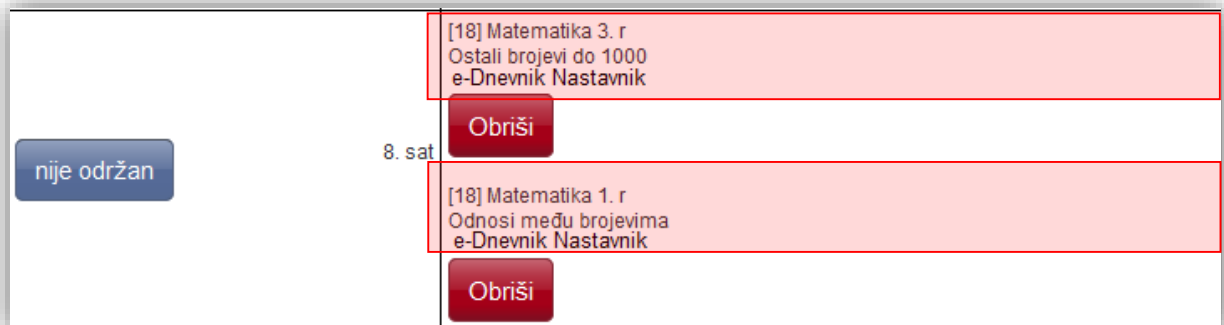 [18] Matematika 3. r
Ostali brojevi do 1000
e-Dnevnik Nastavnik
Obriši
nije održan
8. sat
[18] Matematika 1. r
Odnosi među brojevima
e-Dnevnik Nastavnik
Obriši